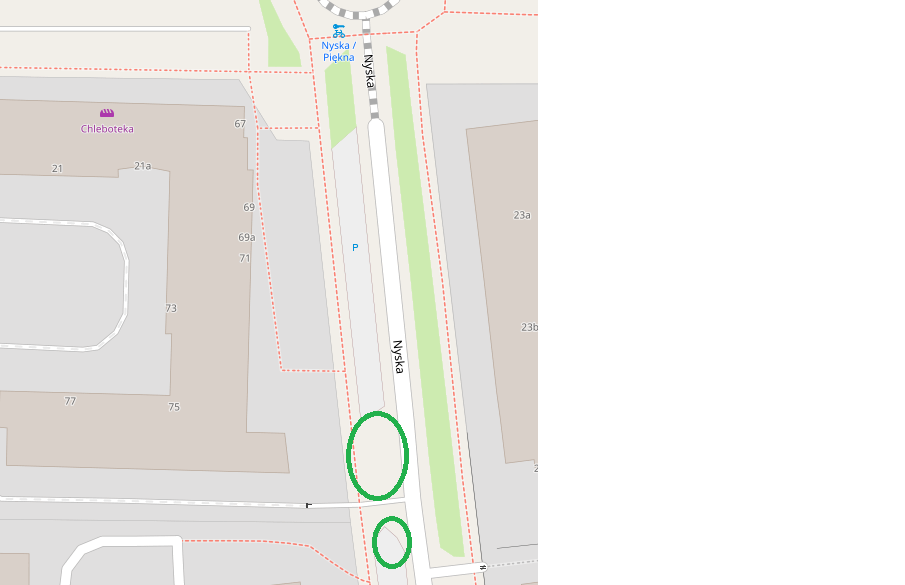 Nyska /
Piękna
Nyska
Chleboteka
67
21
21a
69
23a
69a
P
71
73
23b
Nyska
77
75